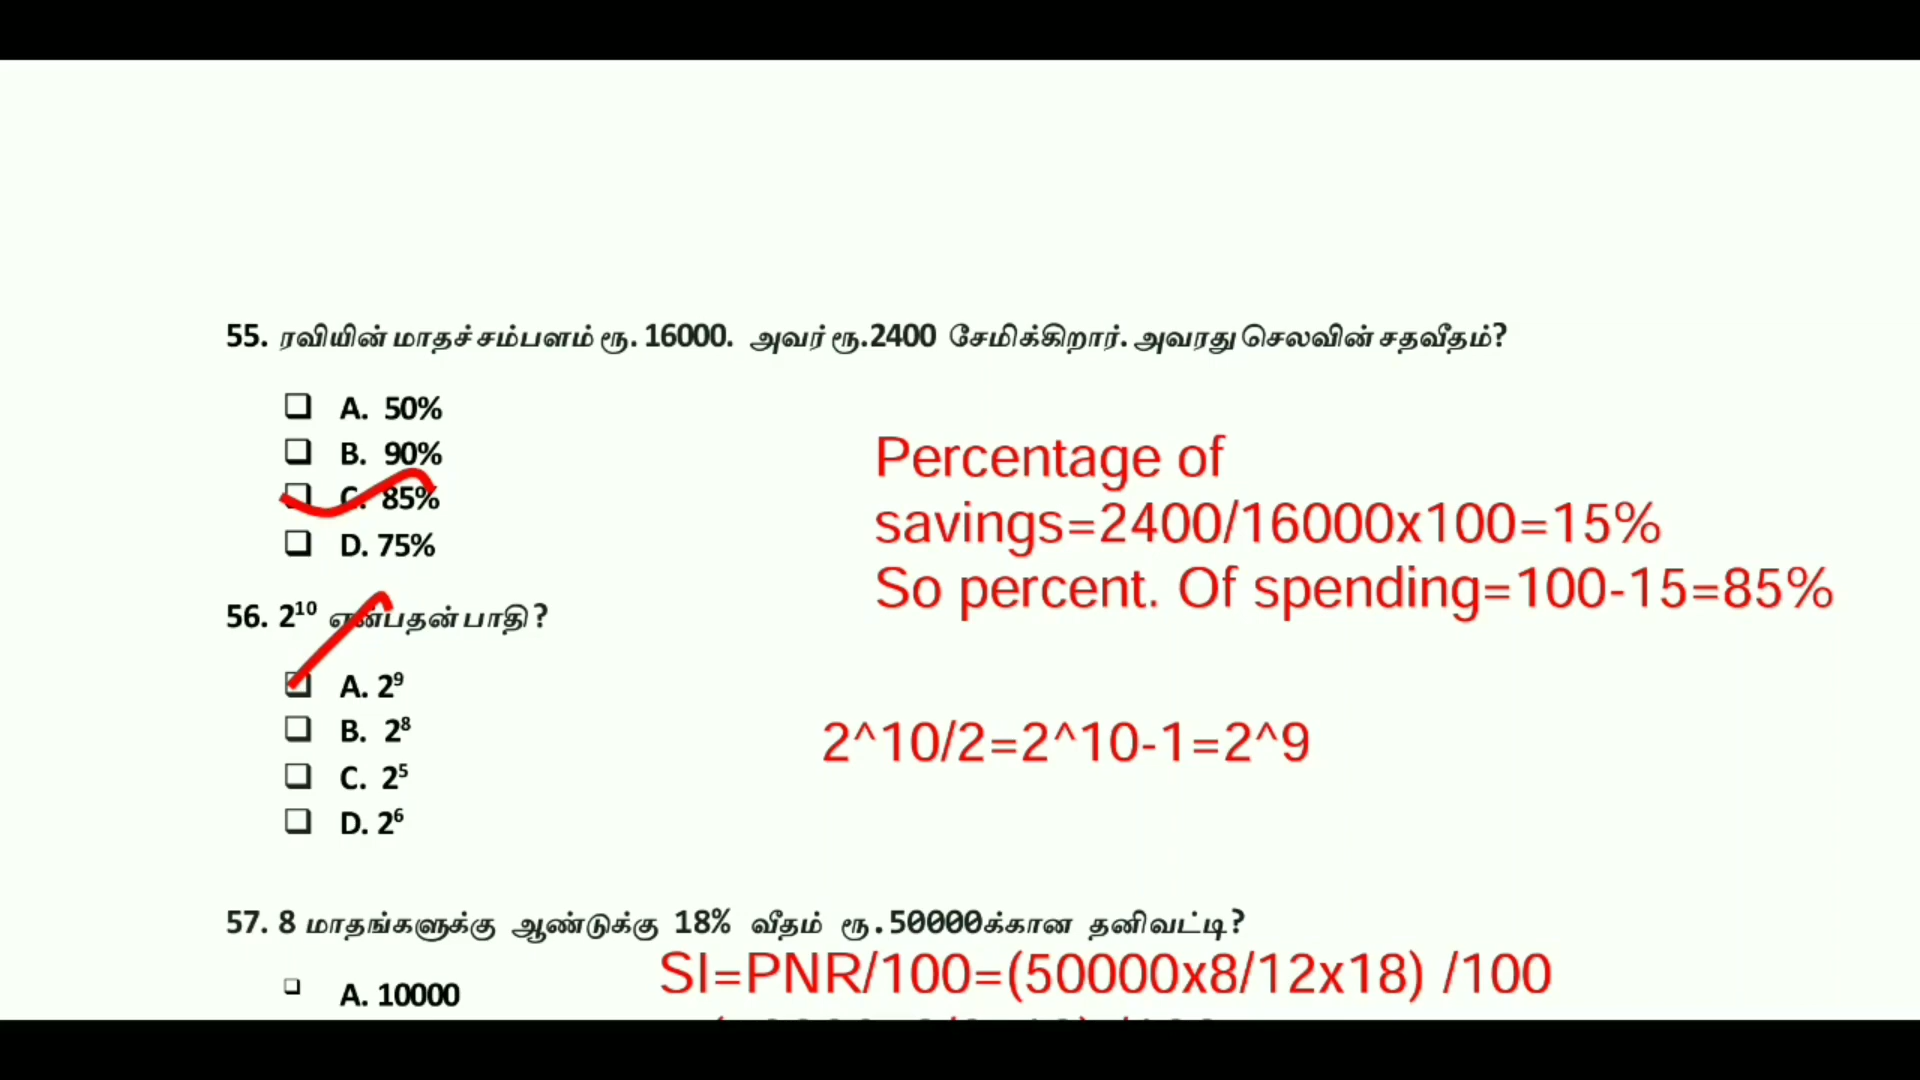 55. ரவியின் மாதச் சம்பளம் ரூ. 16000. அவர் ரூ.2400 சேமிக்கிறார். அவரது செலவின் சதவீதம்?
❑ A. 50%
❑ B. 90%
❑ C. 85%
❑ D. 75%
Percentage of
savings=2400/16000x100=15%
So percent. Of spending=100-15=85%
56. 2¹⁰ என்பதன் பாதி?
❑ A. 2⁹
❑ B. 2⁸
❑ C. 2⁵
❑ D. 2⁶
2^10/2=2^10-1=2^9
57. 8 மாதங்களுக்கு ஆண்டுக்கு 18% வீதம் ரூ.50000க்கான தனிவட்டி?
SI=PNR/100=(50000x8/12x18) /100
❑ A. 10000